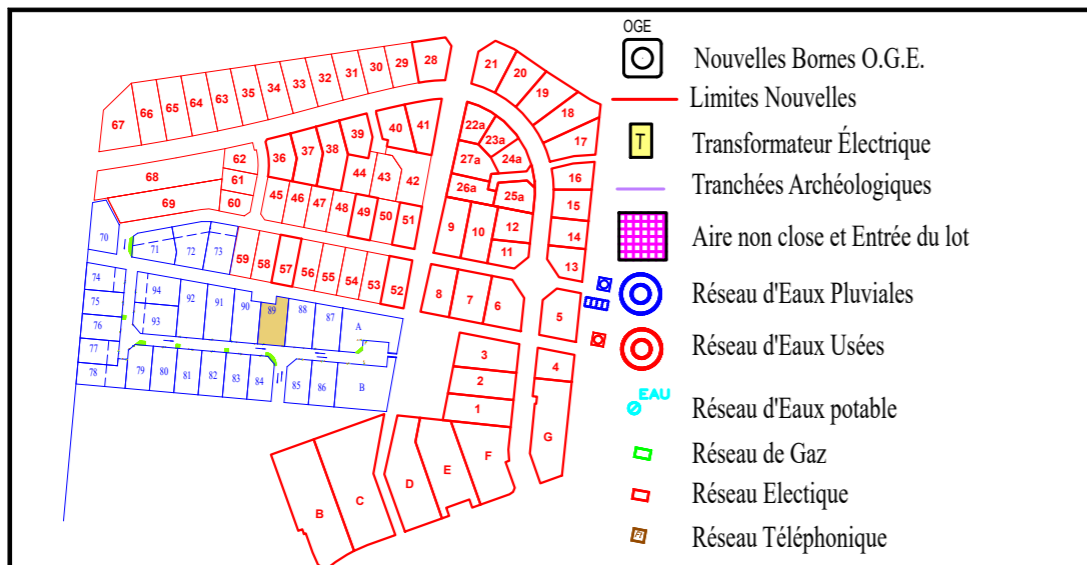 OGE
Nouvelles Bornes O.G.E.
Limites Nouvelles
T
Transformateur Électrique
Tranchées Archéologiques
Aire non close et Entrée du lot
Réseau d'Eaux Pluviales
Réseau d'Eaux Usées
EAU
Réseau d'Eaux potable
Réseau de Gaz
Réseau Electique
Réseau Téléphonique
67 66 65 64 63 35 34 33 32 31 30 29 28
21 20 19 18 17
22a 23a 24a 27a 26a 25a
36 37 38 39 40 41
44 43 42
62 61 60
68
69
45 46 47 48 49 50 51
16 15 14 13
9 10 12 11
70 71 72 73
59 58 57 56 55 54 53 52
8 7 6 5
74 75 76 77 78
94 93 92 91 90 89 88 87 A
79 80 81 82 83 84 85 86 B
3 2 1
4 G
B C D E F